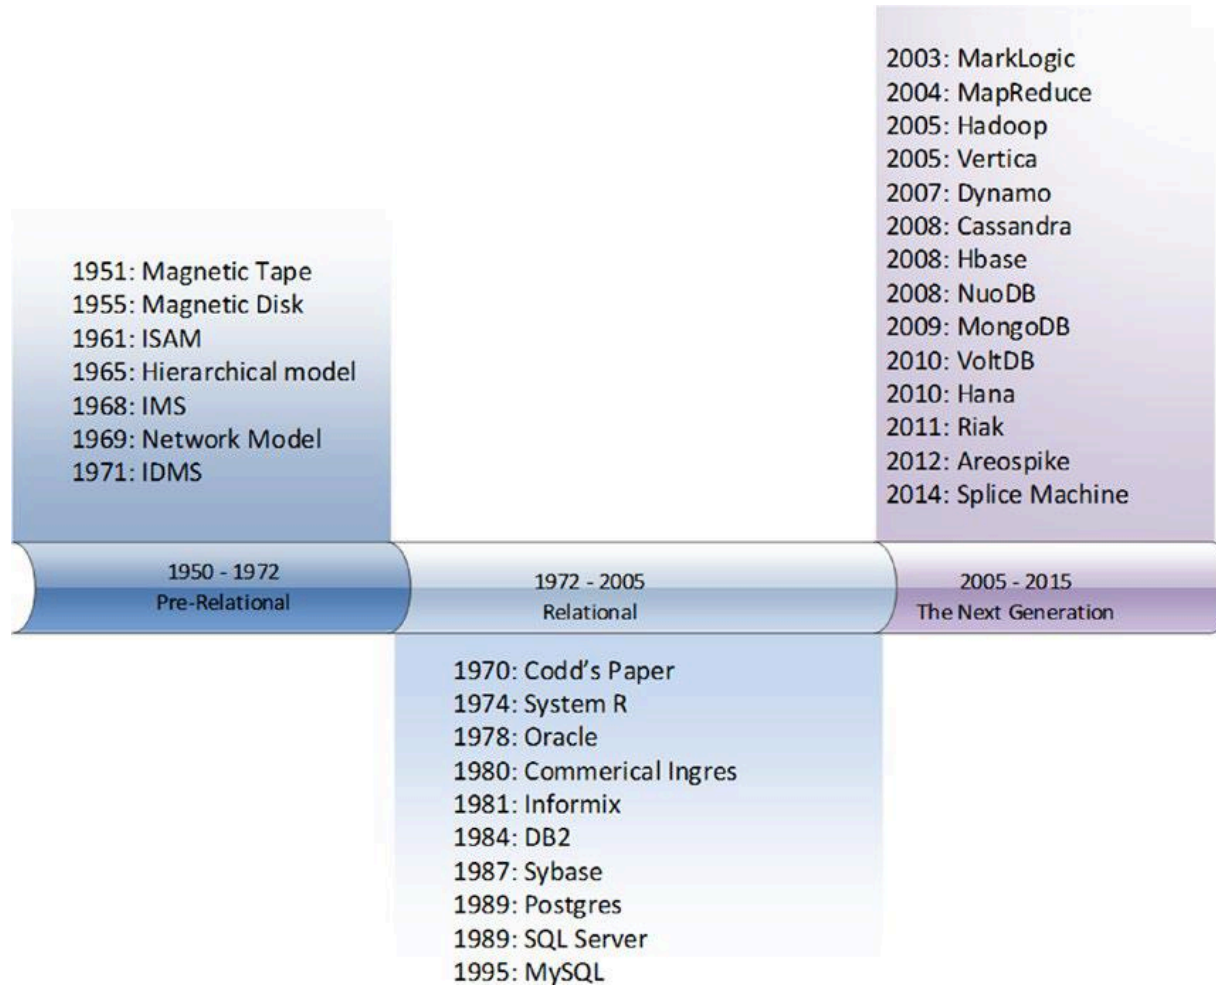 1951: Magnetic Tape
1955: Magnetic Disk
1961: ISAM
1965: Hierarchical model
1968: IMS
1969: Network Model
1971: IDMS
1950 - 1972
Pre-Relational
1972 - 2005
Relational
1970: Codd’s Paper
1974: System R
1978: Oracle
1980: Commerical Ingres
1981: Informix
1984: DB2
1987: Sybase
1989: Postgres
1989: SQL Server
1995: MySQL
2003: MarkLogic
2004: MapReduce
2005: Hadoop
2005: Vertica
2007: Dynamo
2008: Cassandra
2008: Hbase
2008: NuoDB
2009: MongoDB
2010: VoltDB
2010: Hana
2011: Riak
2012: Areospike
2014: Splice Machine
2005 - 2015
The Next Generation